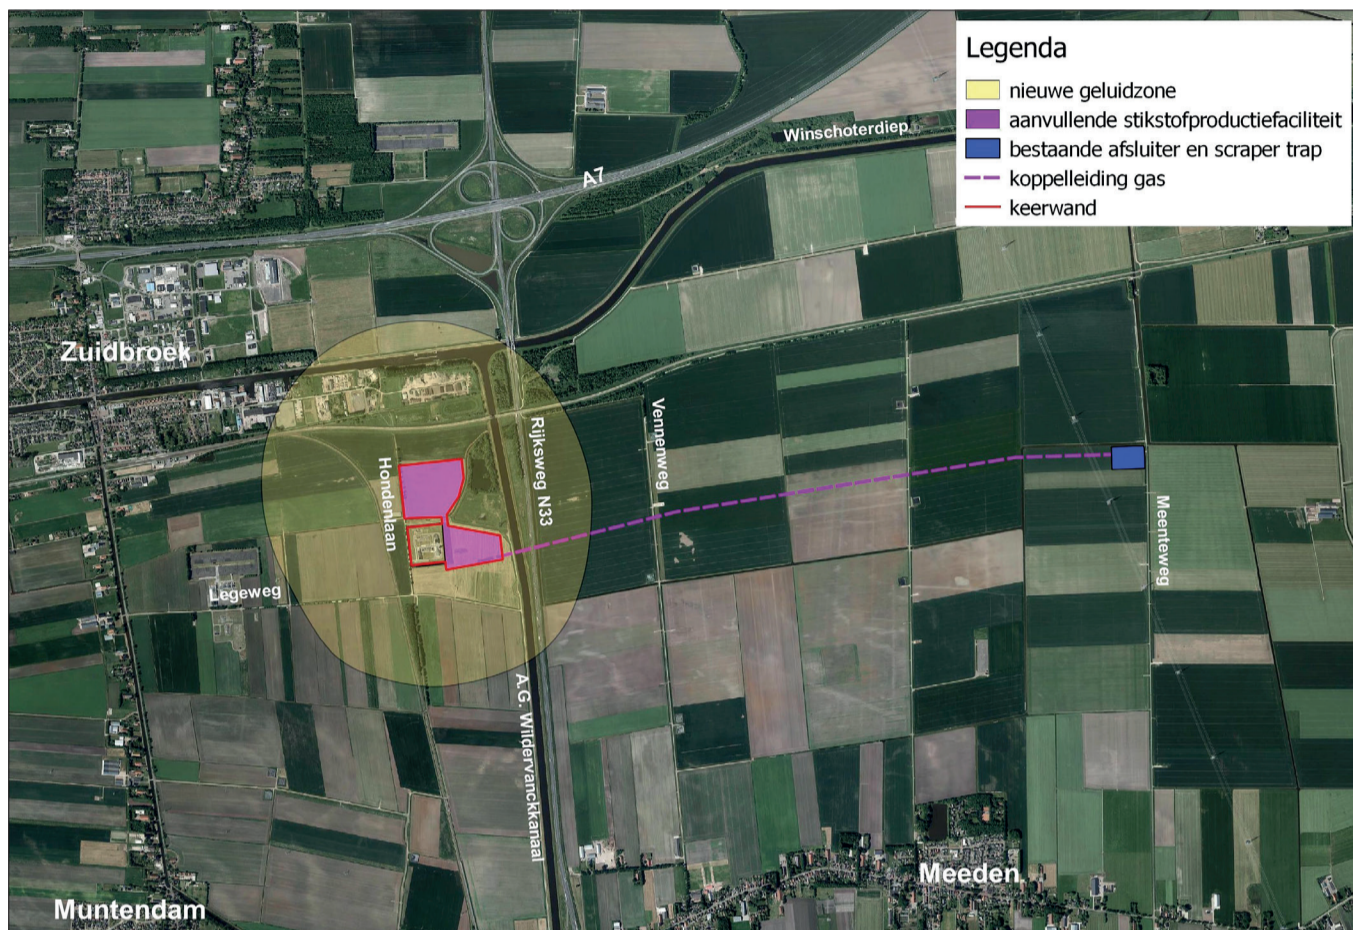 Legenda
nieuwe geluidzone
aanvullende stikstofproductiefaciliteit
bestaande afsluiter en scraper trap
koppelleiding gas
keerwand
Winschoterdiep
A7
Zuidbroek
Rijksweg N33
Vennenweg
Hondenlaan
Meenteweg
Legeweg
A.G. Wildervanckkanaal
Meeden
Muntendam